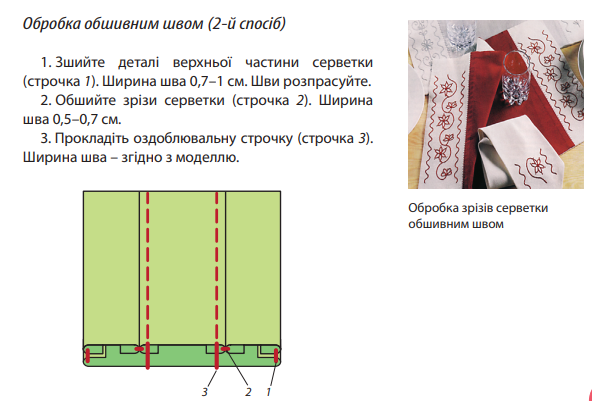 Обробка обшивним швом (2-й спосіб)
1. Зшийте деталі верхньої частини серветки
(строчка 1). Ширина шва 0,7–1 см. Шви розпрасуйте.
2. Обшийте зрізи серветки (строчка 2). Ширина
шва 0,5–0,7 см.
3. Прокладіть оздоблювальну строчку (строчка 3).
Ширина шва – згідно з моделлю.
Обробка зрізів серветки
обшивним швом
3 2 1